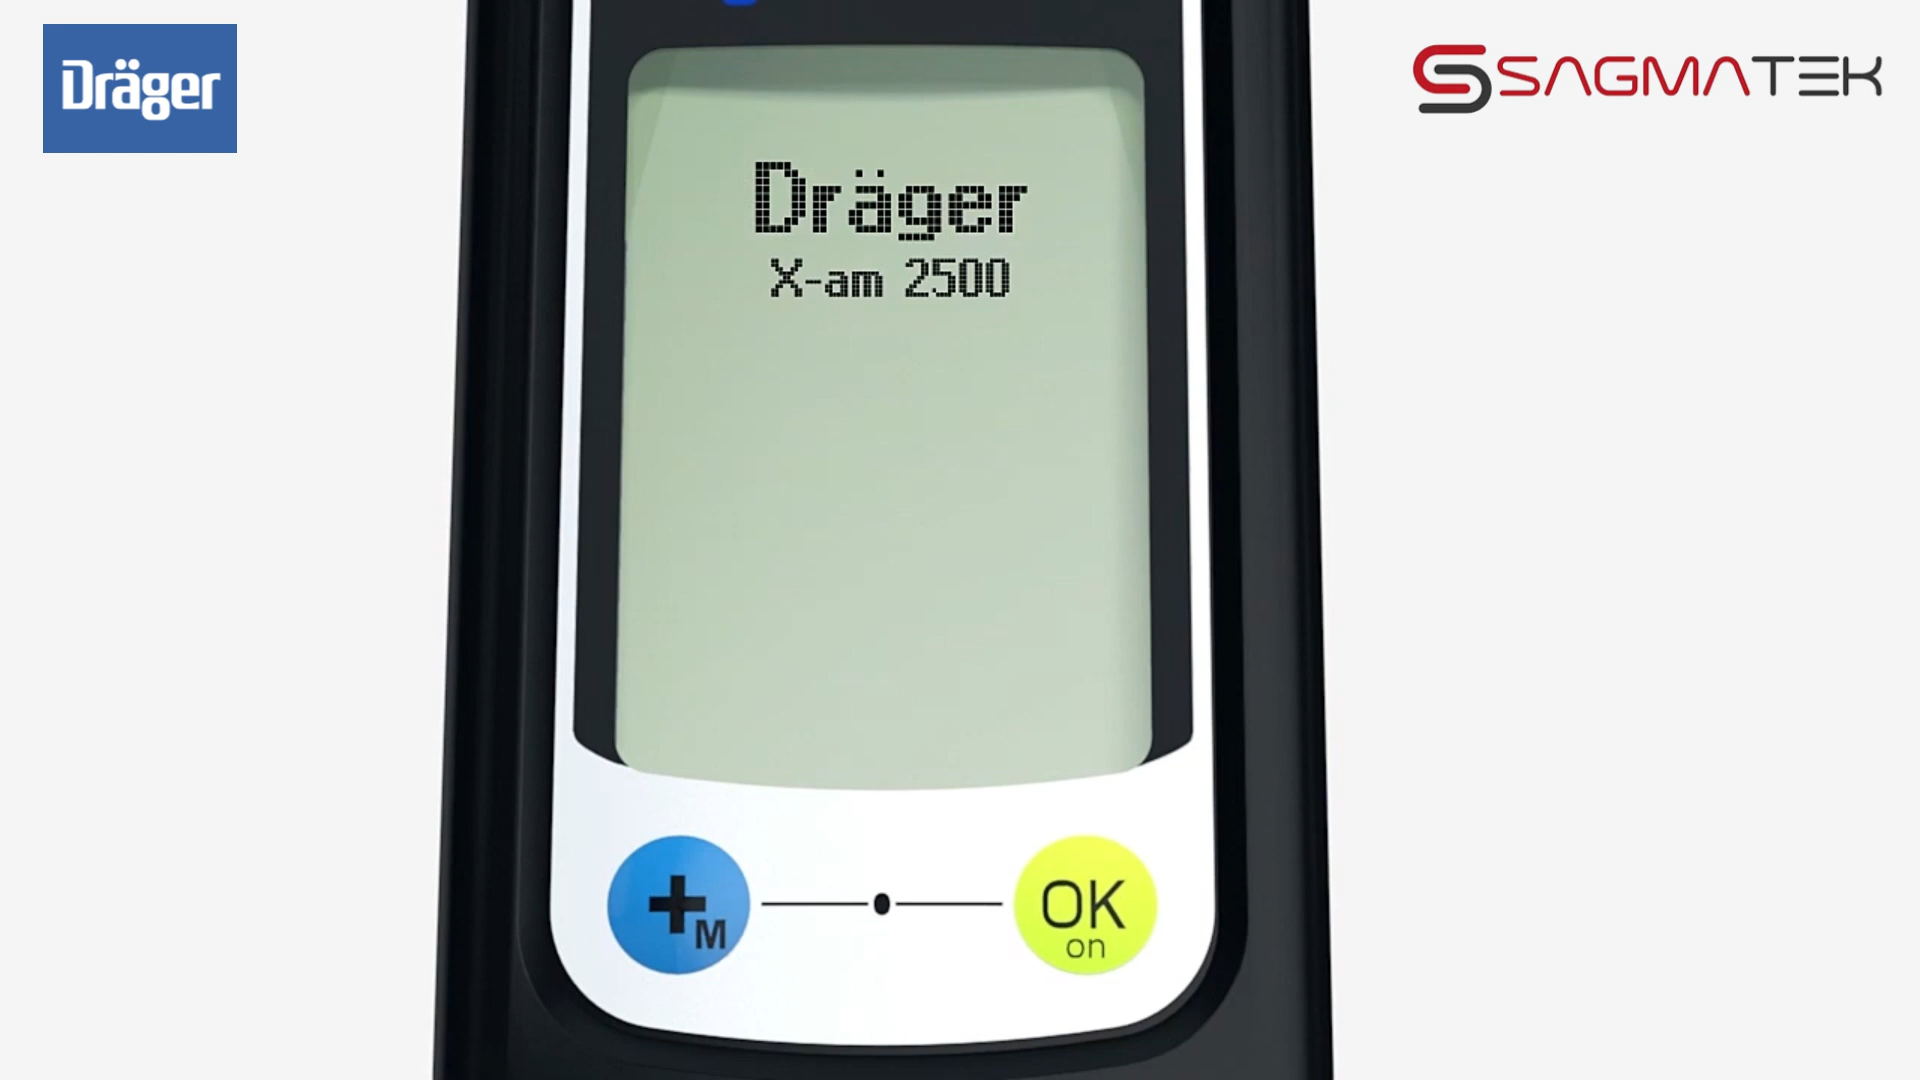 Dräger
SAGMATEK
Dräger
X-am 2500
+M
OK
on